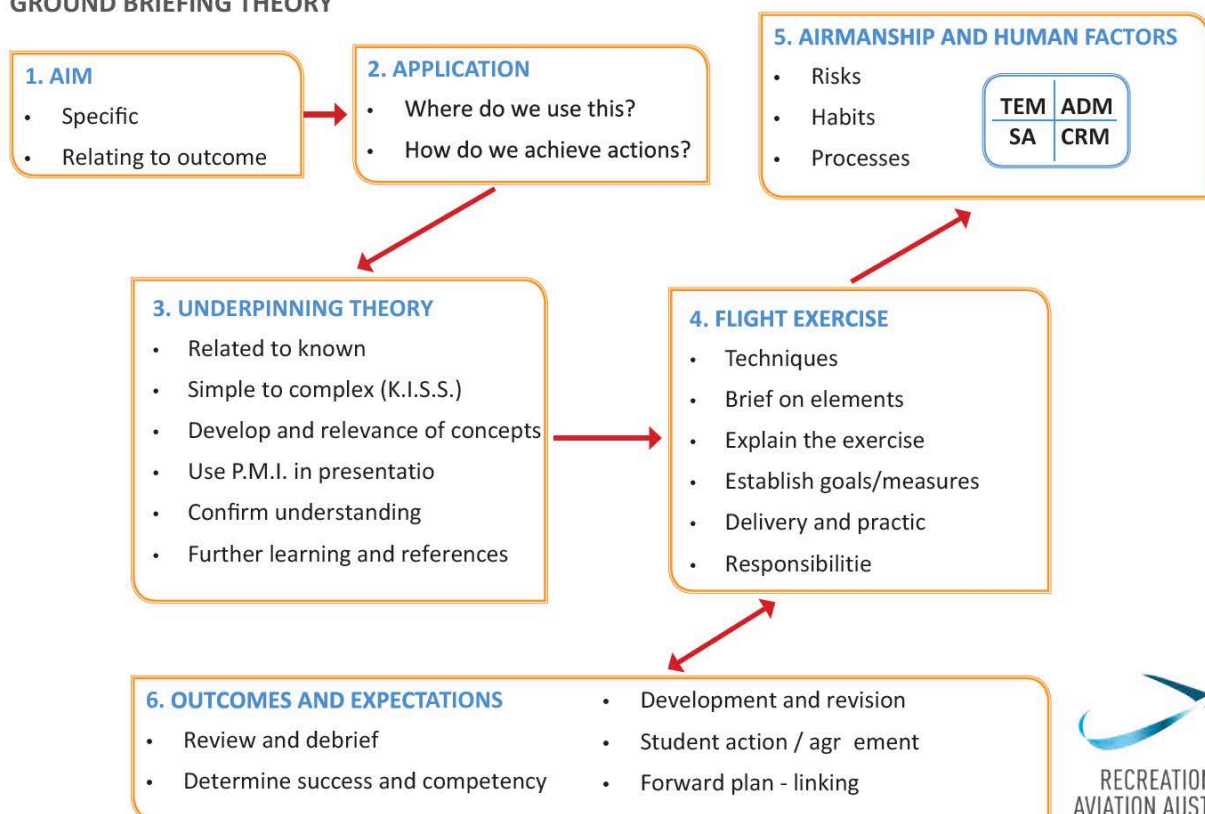 GROUND BRIEFING THEORY
1. AIM
• Specific
• Relating to outcome
2. APPLICATION
• Where do we use this?
• How do we achieve actions?
3. UNDERPINNING THEORY
• Related to known
• Simple to complex (K.I.S.S.)
• Develop and relevance of concepts
• Use P.M.I. in presentatio
• Confirm understanding
• Further learning and references
4. FLIGHT EXERCISE
• Techniques
• Brief on elements
• Explain the exercise
• Establish goals/measures
• Delivery and practic
• Responsibilitie
5. AIRMANSHIP AND HUMAN FACTORS
• Risks
• Habits
• Processes
TEM ADM
SA CRM
6. OUTCOMES AND EXPECTATIONS
• Review and debrief
• Determine success and competency
• Development and revision
• Student action / agr ement
• Forward plan - linking
RECREATION
AVIATION AUST